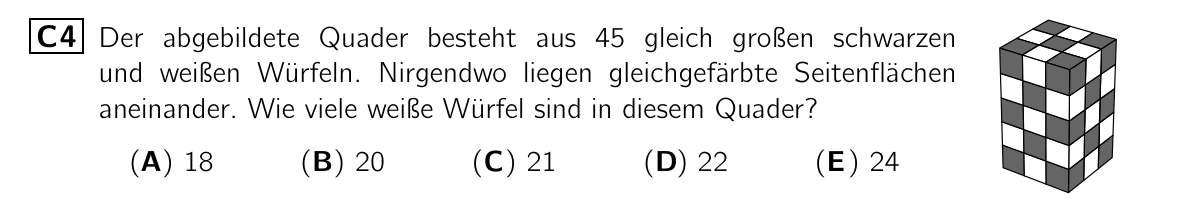 C4 Der abgebildete Quader besteht aus 45 gleich großen schwarzen
und weißen Würfeln. Nirgendwo liegen gleichgefärbte Seitenflächen
aneinander. Wie viele weiße Würfel sind in diesem Quader?
(A) 18 (B) 20 (C) 21 (D) 22 (E) 24